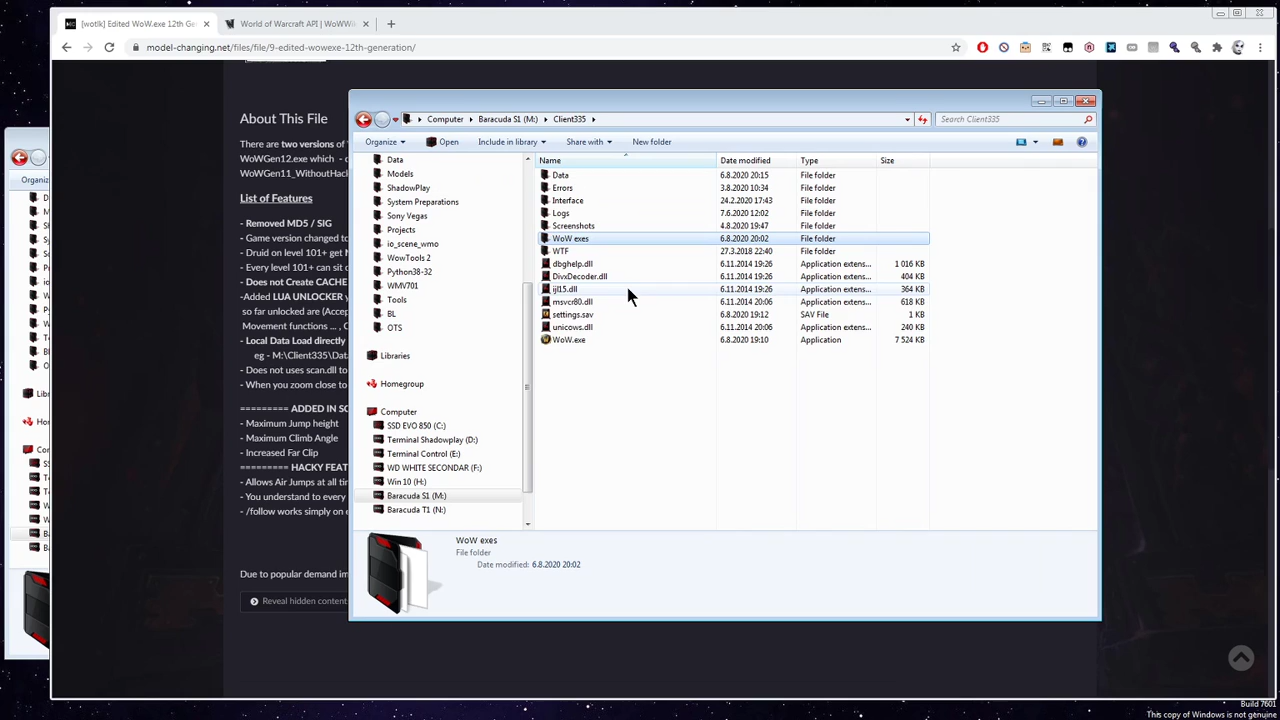 [wotlk] Edited WoW.exe 12th Gen
World of Warcraft API | WoWWiki
model-changing.net/files/file/9-edited-wowexe-12th-generation/
Computer
Baracuda S1 (M:)
Client335
Search Client335
Organize
Open
Include in library
Share with
New folder
Organiz
About This File
There are two versions of
WoWGen12.exe which - c
WoWGen11_WithoutHack
List of Features
- Removed MD5 / SIG
- Game version changed to
- Druid on level 101+ get M
- Every level 101+ can sit o
- Does not Create CACHE
-Added LUA UNLOCKER y
so far unlocked are (Accep
Movement functions ... , C
- Local Data Load directly
eg - M:\Client335\Data
- Does not uses scan.dll to
- When you zoom close to
========= ADDED IN SC
- Maximum Jump height
- Maximum Climb Angle
- Increased Far Clip
========= HACKY FEAT
- Allows Air Jumps at all tim
- You understand to every
- /follow works simply on e
Due to popular demand im
Reveal hidden content
Data
Models
ShadowPlay
System Preparations
Sony Vegas
Projects
io_scene_wmo
WowTools 2
Python38-32
WMV701
Tools
BL
OTS
Libraries
Homegroup
Computer
SSD EVO 850 (C:)
Terminal Shadowplay (D:)
Terminal Control (E:)
WD WHITE SECONDAR (F:)
Win 10 (H:)
Baracuda S1 (M:)
Baracuda T1 (N:)
Name Date modified Type Size
Data 6.8.2020 20:15 File folder
Errors 3.8.2020 10:34 File folder
Interface 24.2.2020 17:43 File folder
Logs 7.6.2020 12:02 File folder
Screenshots 4.8.2020 19:47 File folder
WoW exes 6.8.2020 20:02 File folder
WTF 27.3.2018 22:40 File folder
dbghelp.dll 6.11.2014 19:26 Application extens... 1 016 KB
DivxDecoder.dll 6.11.2014 19:26 Application extens... 404 KB
ijl15.dll 6.11.2014 19:26 Application extens... 364 KB
msvcr80.dll 6.11.2014 20:06 Application extens... 618 KB
settings.sav 6.8.2020 19:12 SAV File 1 KB
unicows.dll 6.11.2014 20:06 Application extens... 240 KB
WoW.exe 6.8.2020 19:10 Application 7 524 KB
WoW exes
File folder
Date modified: 6.8.2020 20:02
Build 7601
This copy of Windows is not genuine